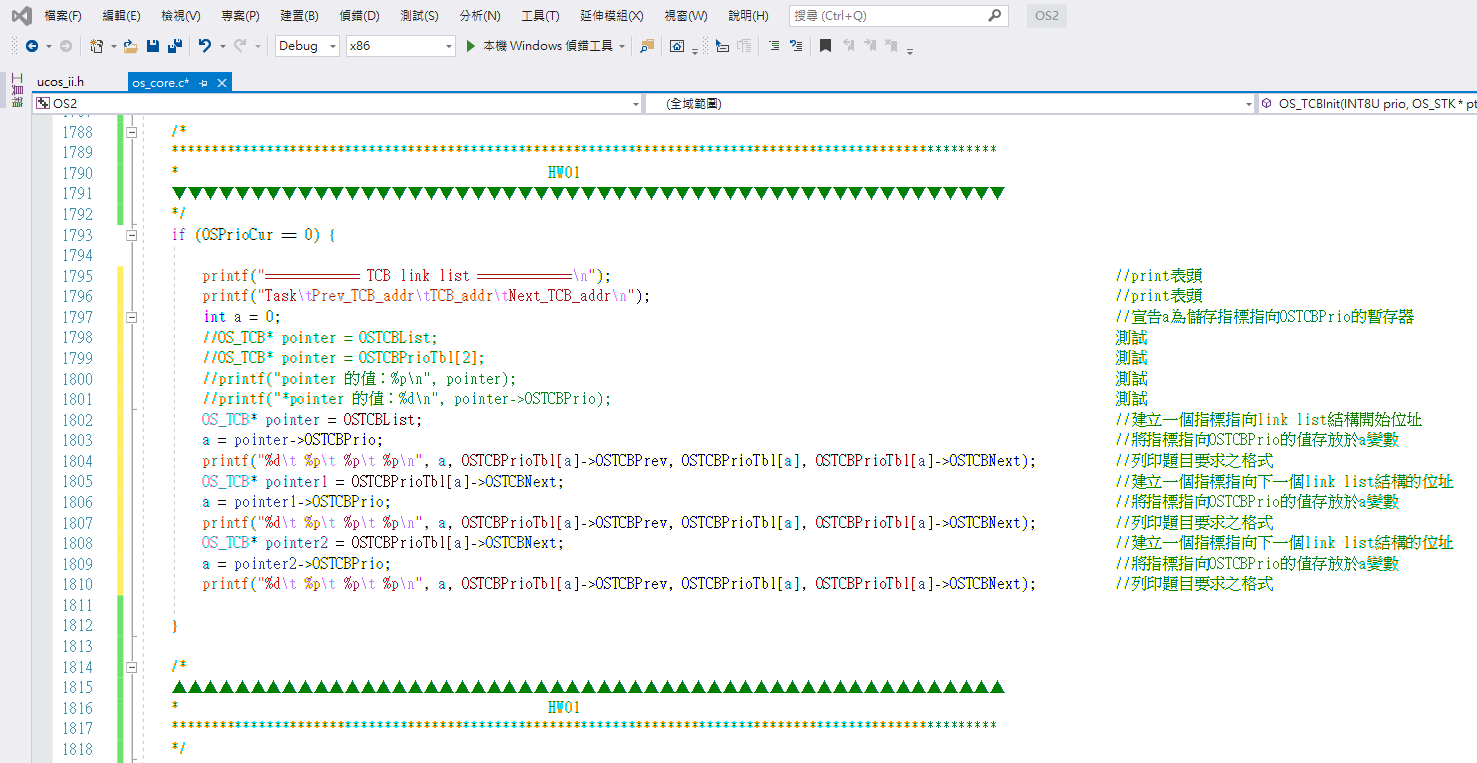 檔案(F) 編輯(E) 檢視(V) 專案(P) 建置(B) 偵錯(D) 測試(S) 分析(N) 工具(T) 延伸模組(X) 視窗(W) 說明(H) 搜尋 (Ctrl+Q) OS2
Debug x86 本機 Windows 偵錯工具
工具箱
ucos_ii.h os_core.c*
OS2 (全域範圍) OS_TCBInit(INT8U prio, OS_STK * pt
1788 /*
1789 *********************************************************************************************************
1790 * HW01
1791 ▼▼▼▼▼▼▼▼▼▼▼▼▼▼▼▼▼▼▼▼▼▼▼▼▼▼▼▼▼▼▼▼▼▼▼▼▼▼▼▼▼▼▼▼▼▼▼▼▼▼▼▼▼
1792 */
1793 if (OSPrioCur == 0) {
1794
1795 printf("============ TCB link list ============\n"); //print表頭
1796 printf("Task\tPrev_TCB_addr\tTCB_addr\tNext_TCB_addr\n"); //print表頭
1797 int a = 0; //宣告a為儲存指標指向OSTCBPrio的暫存器
1798 //OS_TCB* pointer = OSTCBList; 測試
1799 //OS_TCB* pointer = OSTCBPrioTbl[2]; 測試
1800 //printf("pointer 的值：%p\n", pointer); 測試
1801 //printf("*pointer 的值：%d\n", pointer->OSTCBPrio); 測試
1802 OS_TCB* pointer = OSTCBList; //建立一個指標指向link list結構開始位址
1803 a = pointer->OSTCBPrio; //將指標指向OSTCBPrio的值存放於a變數
1804 printf("%d\t %p\t %p\t %p\n", a, OSTCBPrioTbl[a]->OSTCBPrev, OSTCBPrioTbl[a], OSTCBPrioTbl[a]->OSTCBNext); //列印題目要求之格式
1805 OS_TCB* pointer1 = OSTCBPrioTbl[a]->OSTCBNext; //建立一個指標指向下一個link list結構的位址
1806 a = pointer1->OSTCBPrio; //將指標指向OSTCBPrio的值存放於a變數
1807 printf("%d\t %p\t %p\t %p\n", a, OSTCBPrioTbl[a]->OSTCBPrev, OSTCBPrioTbl[a], OSTCBPrioTbl[a]->OSTCBNext); //列印題目要求之格式
1808 OS_TCB* pointer2 = OSTCBPrioTbl[a]->OSTCBNext; //建立一個指標指向下一個link list結構的位址
1809 a = pointer2->OSTCBPrio; //將指標指向OSTCBPrio的值存放於a變數
1810 printf("%d\t %p\t %p\t %p\n", a, OSTCBPrioTbl[a]->OSTCBPrev, OSTCBPrioTbl[a], OSTCBPrioTbl[a]->OSTCBNext); //列印題目要求之格式
1811
1812 }
1813
1814 /*
1815 ▲▲▲▲▲▲▲▲▲▲▲▲▲▲▲▲▲▲▲▲▲▲▲▲▲▲▲▲▲▲▲▲▲▲▲▲▲▲▲▲▲▲▲▲▲▲▲▲▲▲▲▲▲
1816 * HW01
1817 *********************************************************************************************************
1818 */